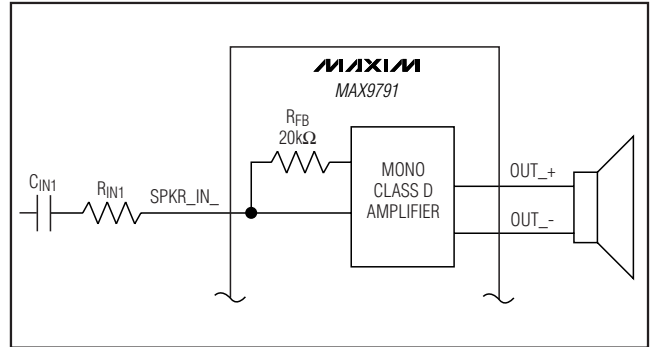 MAXIM
MAX9791
RFB
20kΩ
MONO
CLASS D
AMPLIFIER
OUT_+
CIN1
RIN1
SPKR_IN_
OUT_-